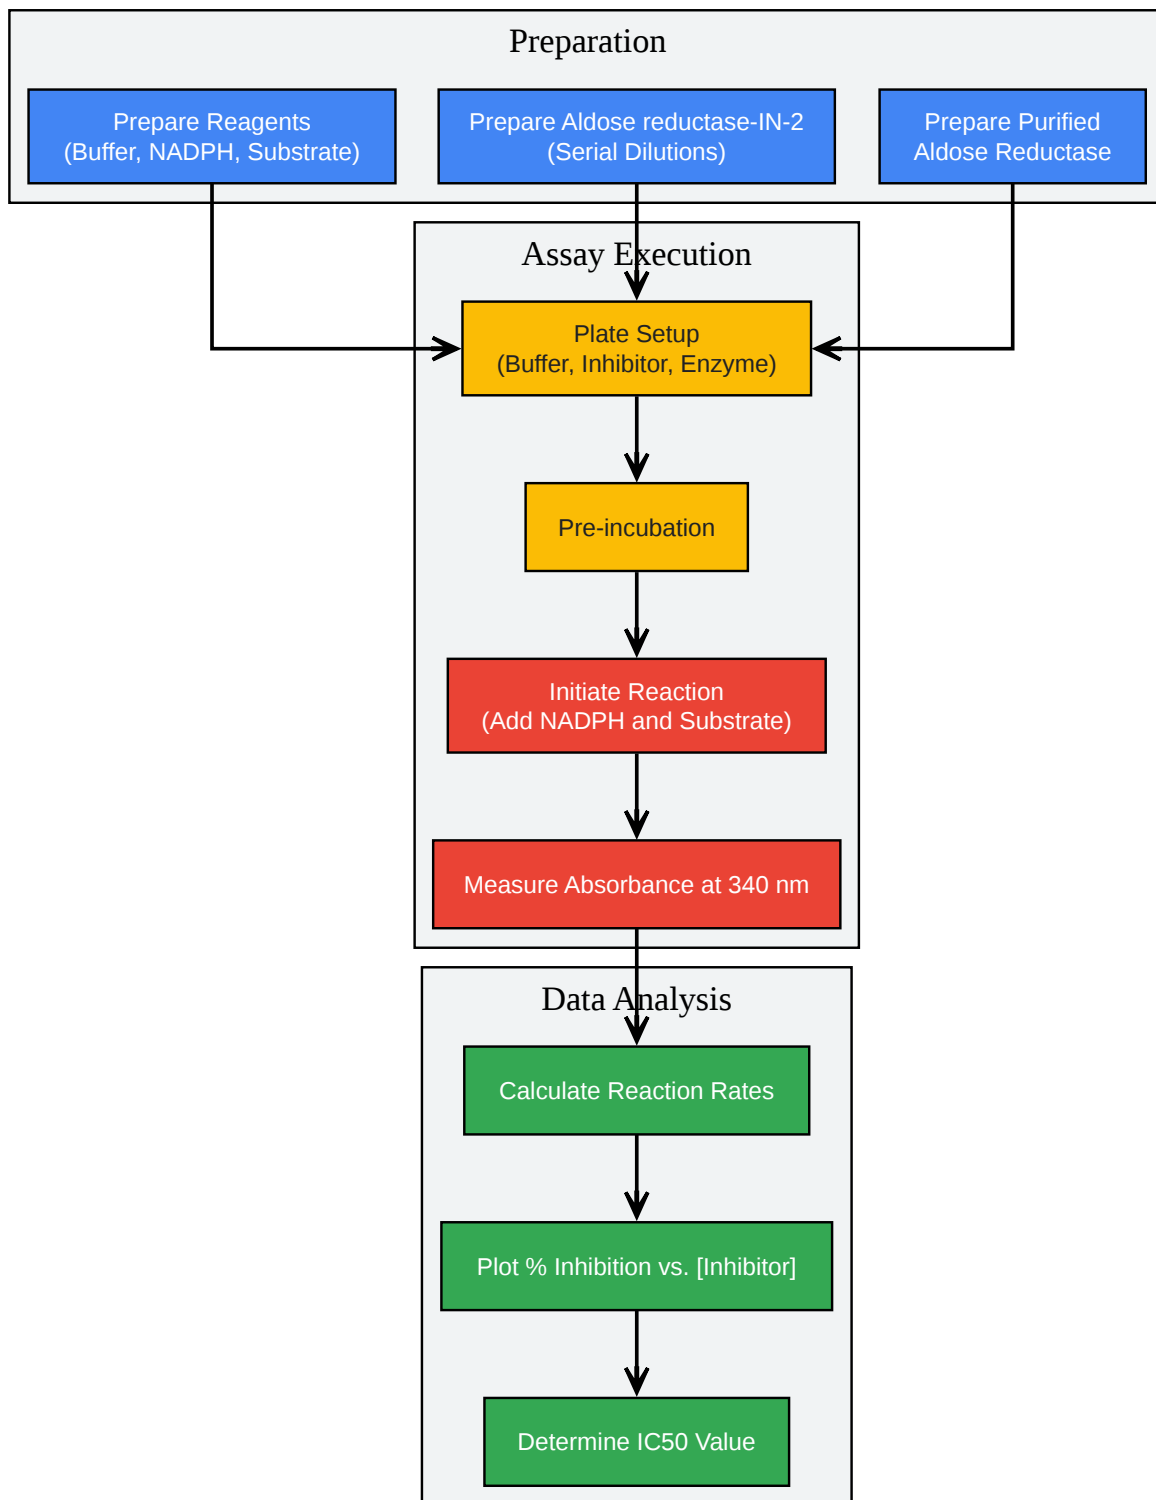 Preparation
Prepare Reagents
(Buffer, NADPH, Substrate)
Prepare Aldose reductase-IN-2
(Serial Dilutions)
Prepare Purified
Aldose Reductase
Assay Execution
Plate Setup
(Buffer, Inhibitor, Enzyme)
Pre-incubation
Initiate Reaction
(Add NADPH and Substrate)
Measure Absorbance at 340 nm
Data Analysis
Calculate Reaction Rates
Plot % Inhibition vs. [Inhibitor]
Determine IC50 Value